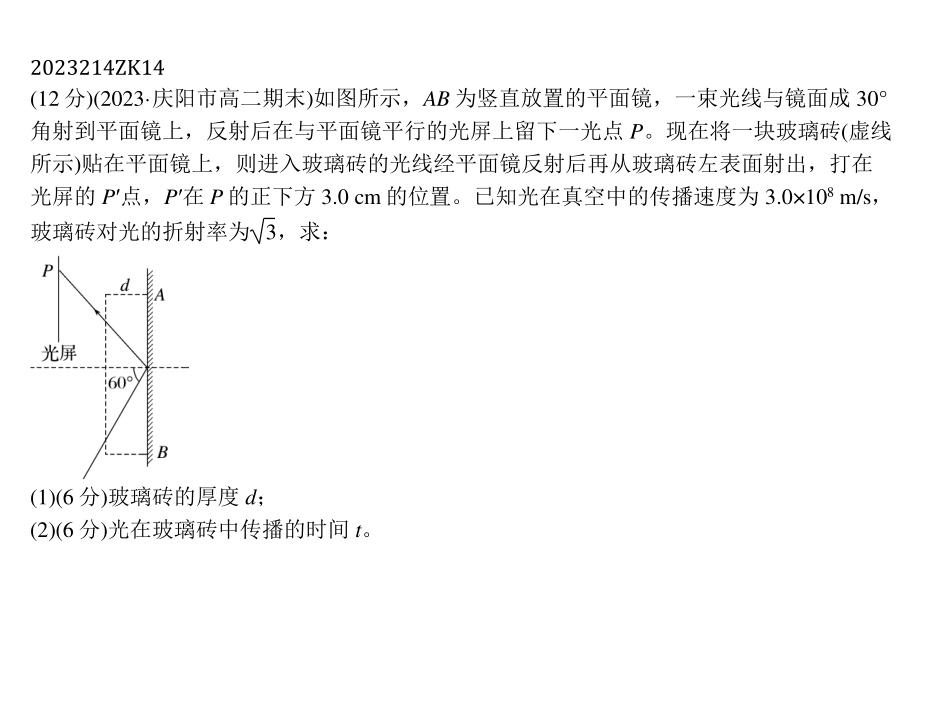 2023214ZK14
(12 分)(2023·庆阳市高二期末)如图所示，AB 为竖直放置的平面镜，一束光线与镜面成 30°
角射到平面镜上，反射后在与平面镜平行的光屏上留下一光点 P。现在将一块玻璃砖(虚线
所示)贴在平面镜上，则进入玻璃砖的光线经平面镜反射后再从玻璃砖左表面射出，打在
光屏的 P′点，P′在 P 的正下方 3.0 cm 的位置。已知光在真空中的传播速度为 3.0×10⁸ m/s，
玻璃砖对光的折射率为√3，求：
P
d
A
光屏
60°
B
(1)(6 分)玻璃砖的厚度 d；
(2)(6 分)光在玻璃砖中传播的时间 t。